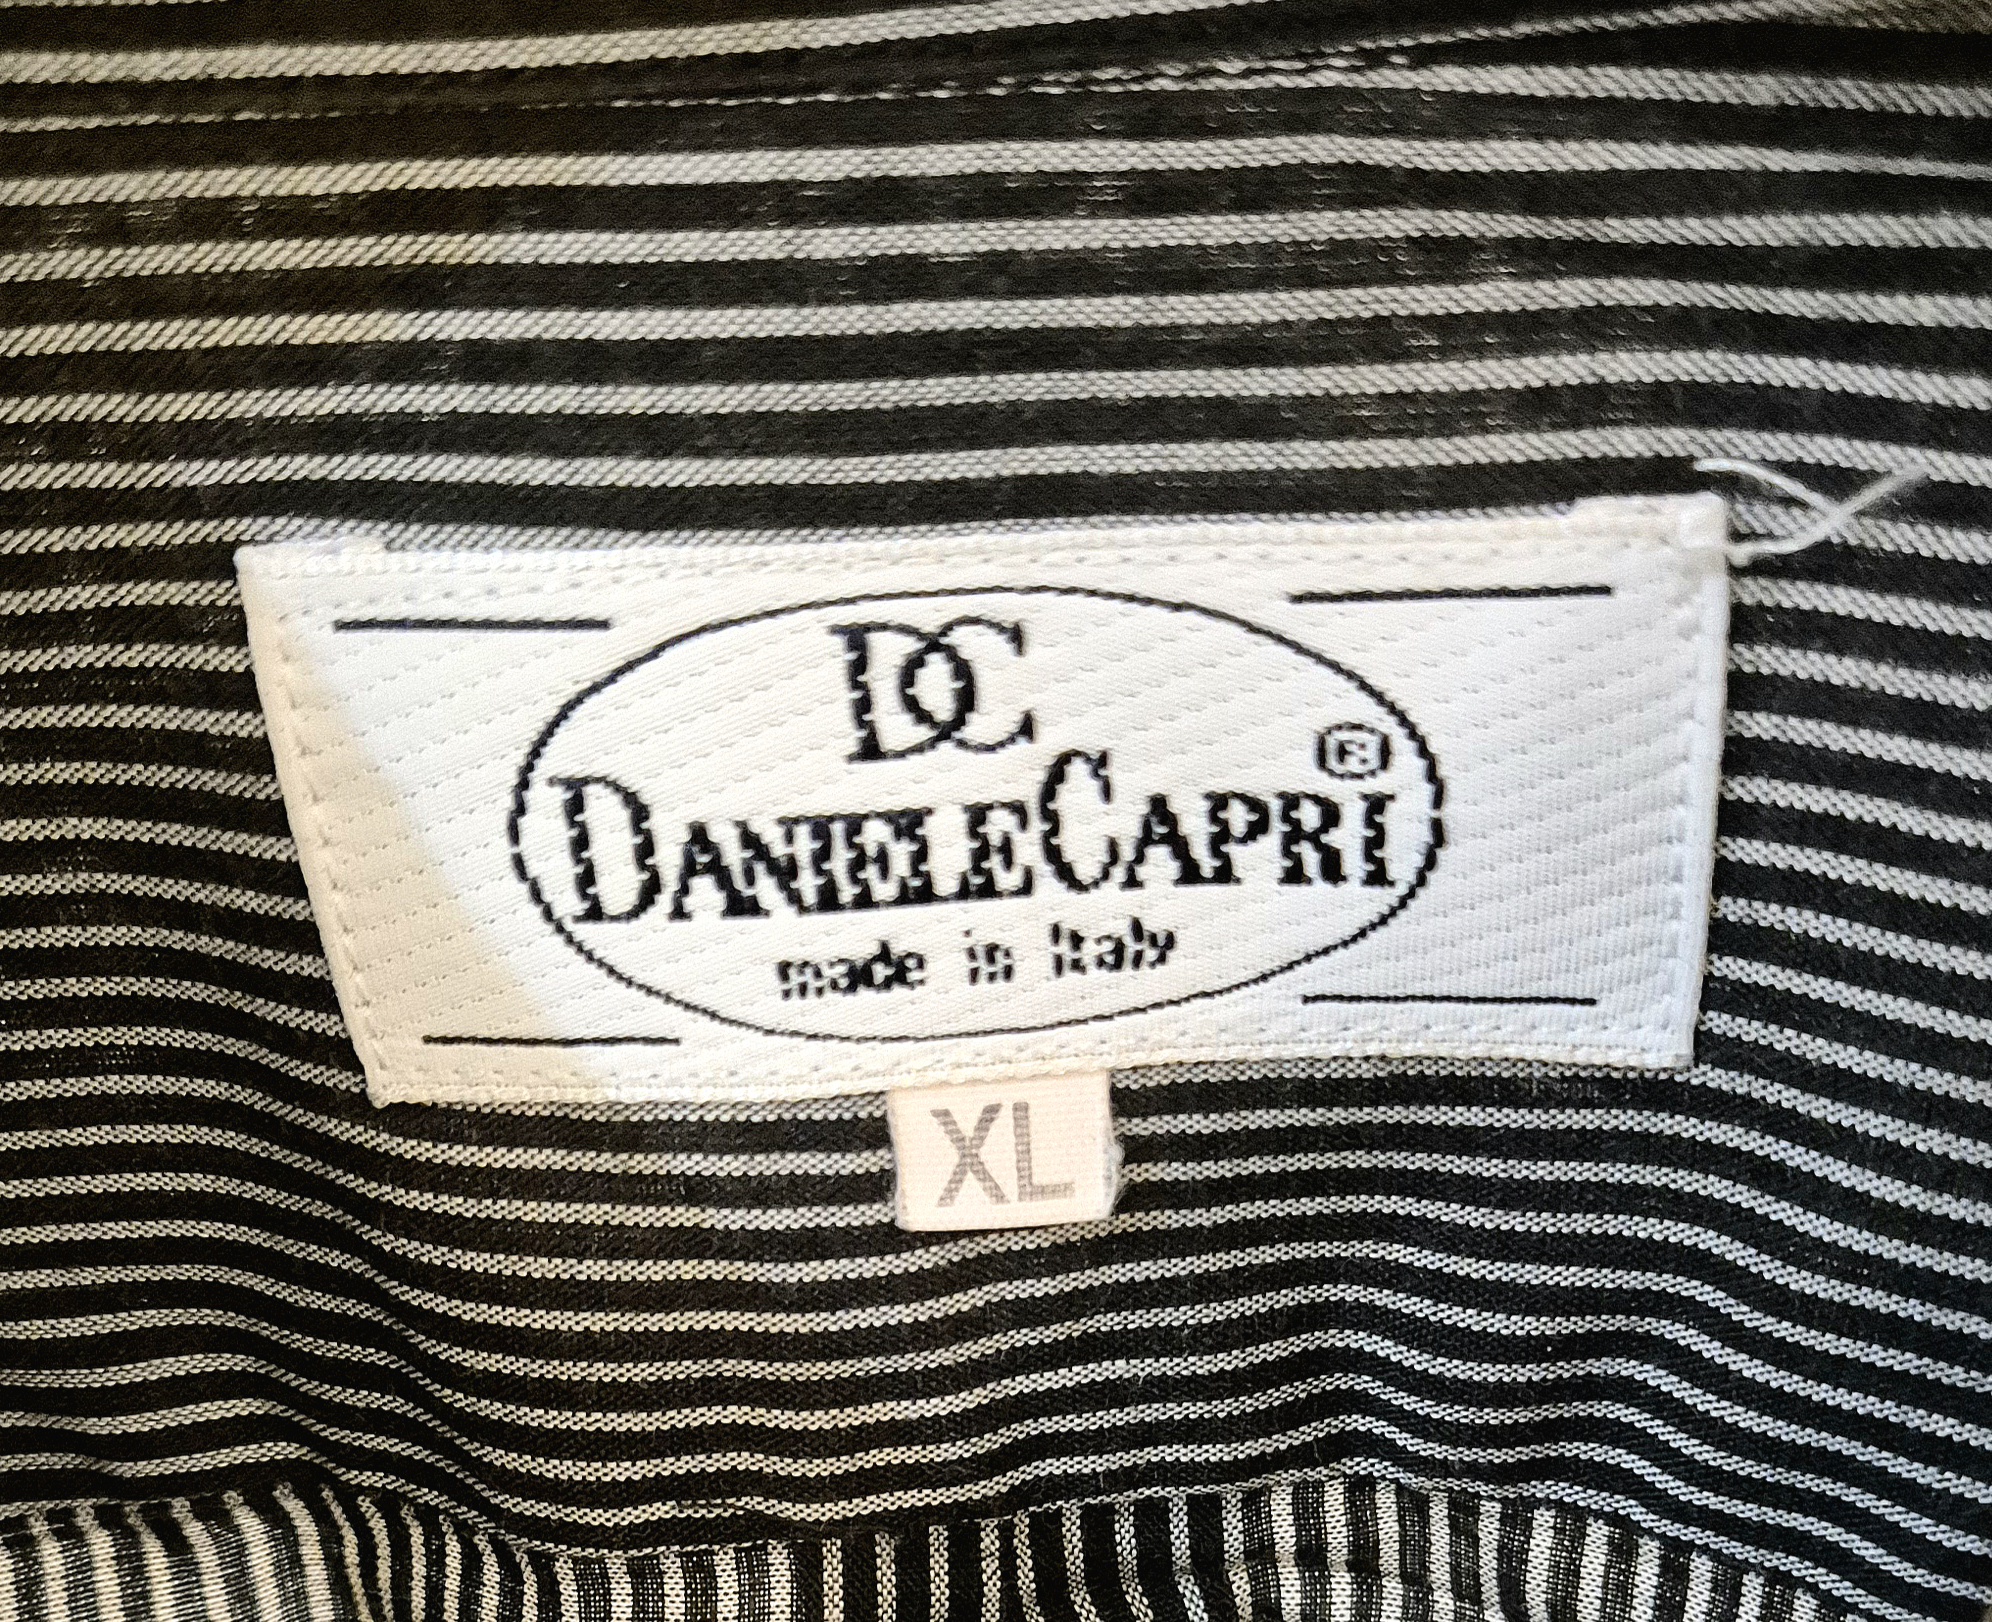 DC
DANIELECAPRI®
made in Italy
XL